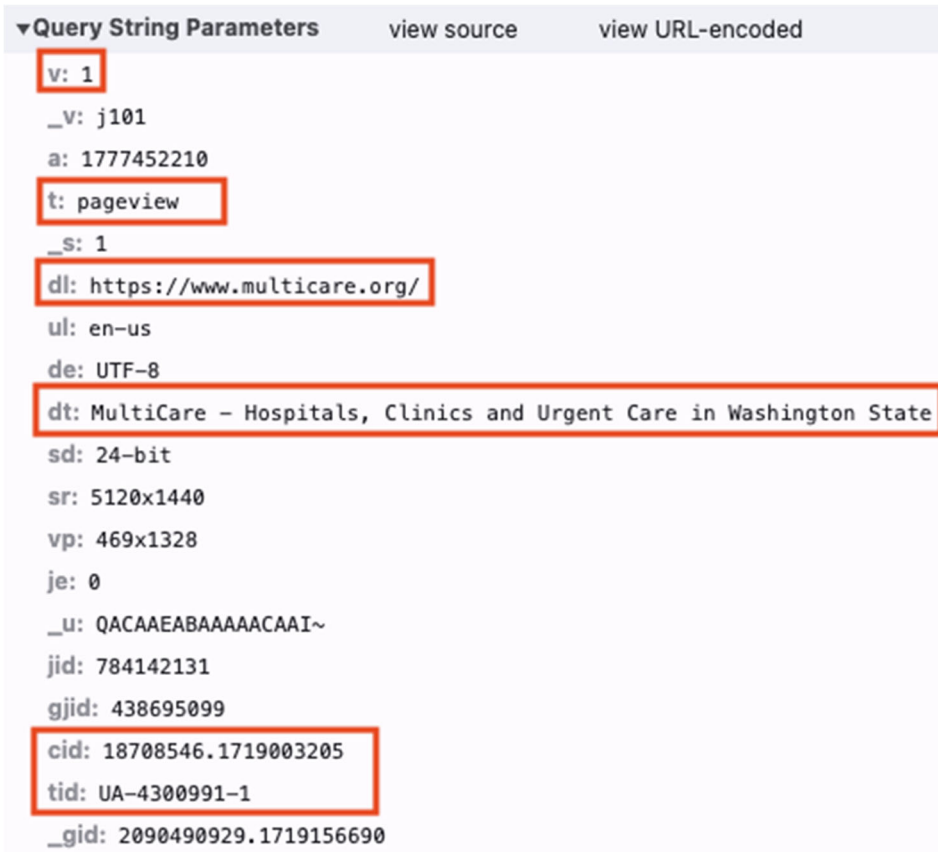 ▼Query String Parameters view source view URL-encoded
v: 1
_v: j101
a: 1777452210
t: pageview
_s: 1
dl: https://www.multicare.org/
ul: en-us
de: UTF-8
dt: MultiCare – Hospitals, Clinics and Urgent Care in Washington State
sd: 24-bit
sr: 5120x1440
vp: 469x1328
je: 0
_u: QACAAEABAAAAACAAI~
jid: 784142131
gjid: 438695099
cid: 18708546.1719003205
tid: UA-4300991-1
_gid: 2090490929.1719156690